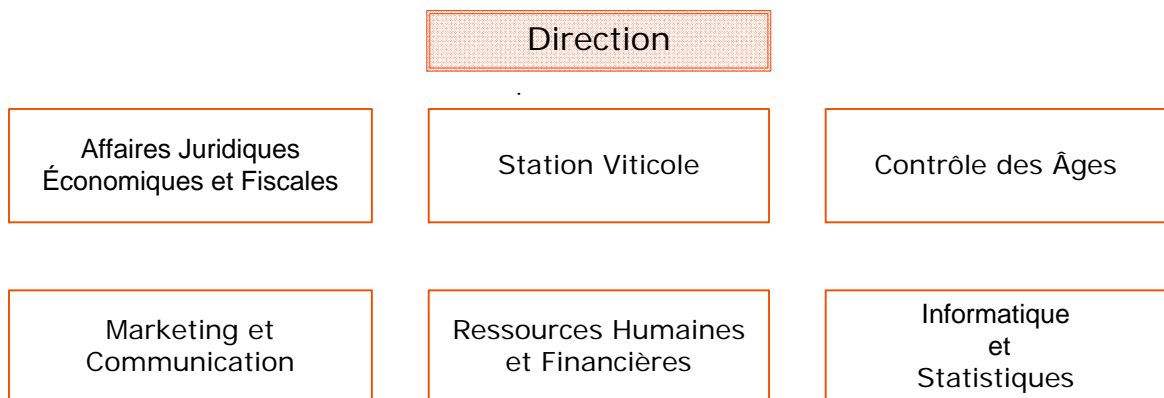 Direction
Affaires Juridiques
Économiques et Fiscales
Station Viticole
Contrôle des Âges
Marketing et
Communication
Ressources Humaines
et Financières
Informatique
et
Statistiques